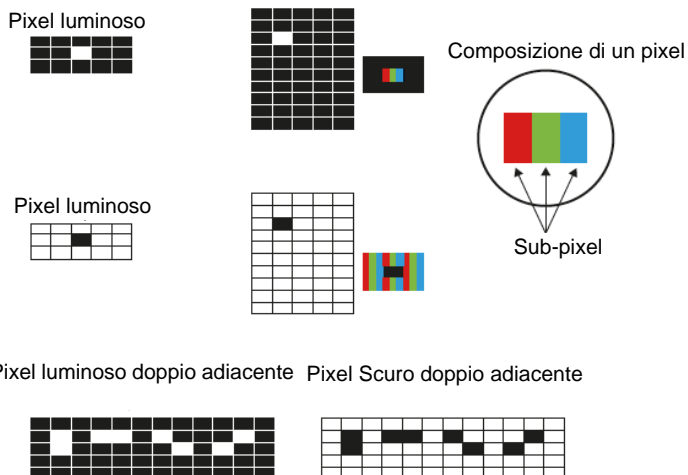 Pixel luminoso
Composizione di un pixel
Pixel luminoso
Sub-pixel
Pixel luminoso doppio adiacente
Pixel Scuro doppio adiacente